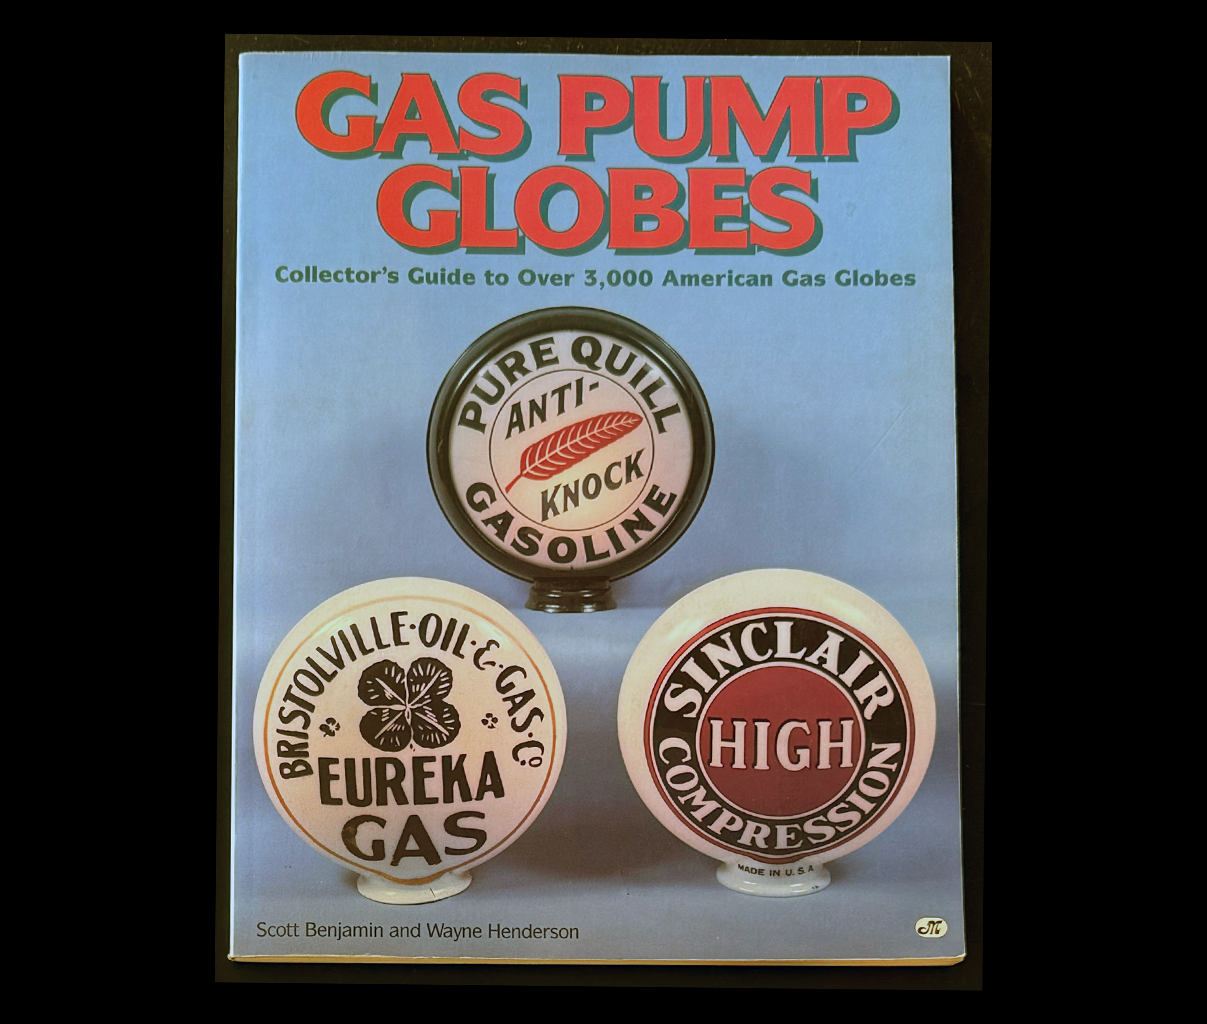 GAS PUMP
GLOBES
Collector's Guide to Over 3,000 American Gas Globes
PURE QUILL
ANTI-
KNOCK
GASOLINE
BRISTOLVILLE·OIL·&·GAS·CO
EUREKA
GAS
SINCLAIR
HIGH
COMPRESSION
MADE IN U.S.A.
Scott Benjamin and Wayne Henderson
M